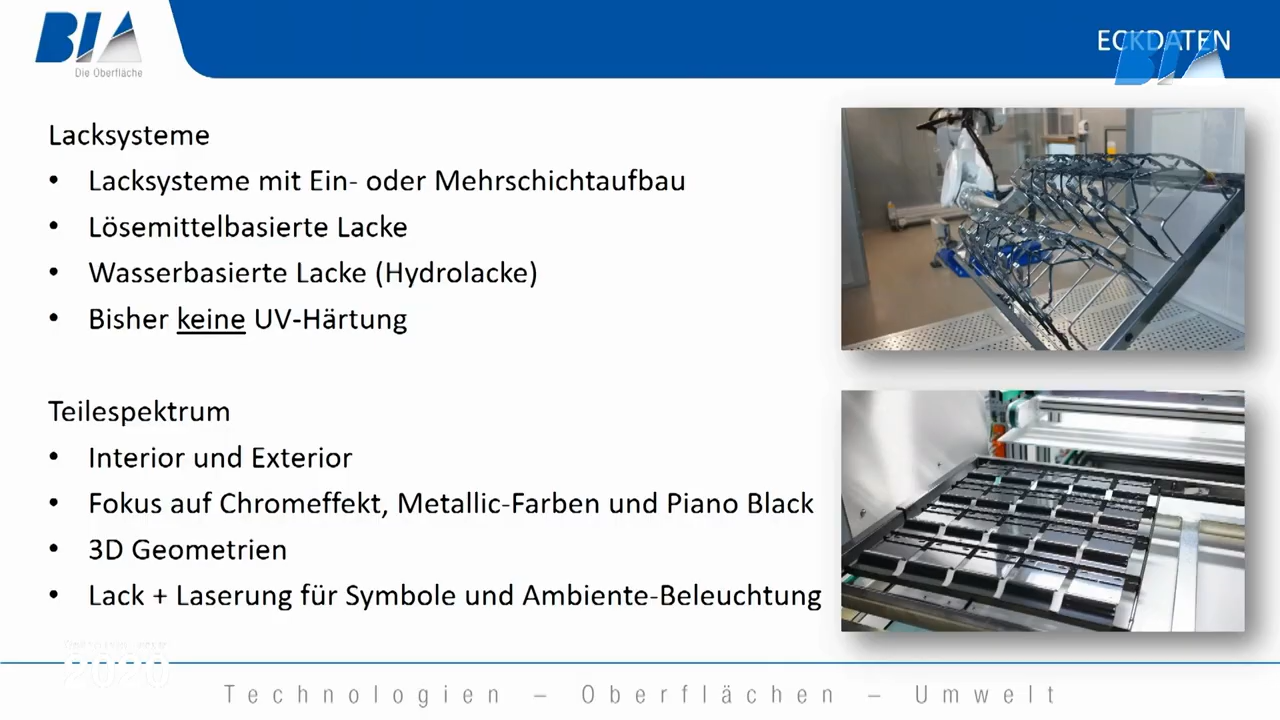 BIA
Die Oberfläche
ECKDATEN
BIA
Lacksysteme
• Lacksysteme mit Ein- oder Mehrschichtaufbau
• Lösemittelbasierte Lacke
• Wasserbasierte Lacke (Hydrolacke)
• Bisher keine UV-Härtung
Teilespektrum
• Interior und Exterior
• Fokus auf Chromeffekt, Metallic-Farben und Piano Black
• 3D Geometrien
• Lack + Laserung für Symbole und Ambiente-Beleuchtung
2020
Technologien – Oberflächen – Umwelt